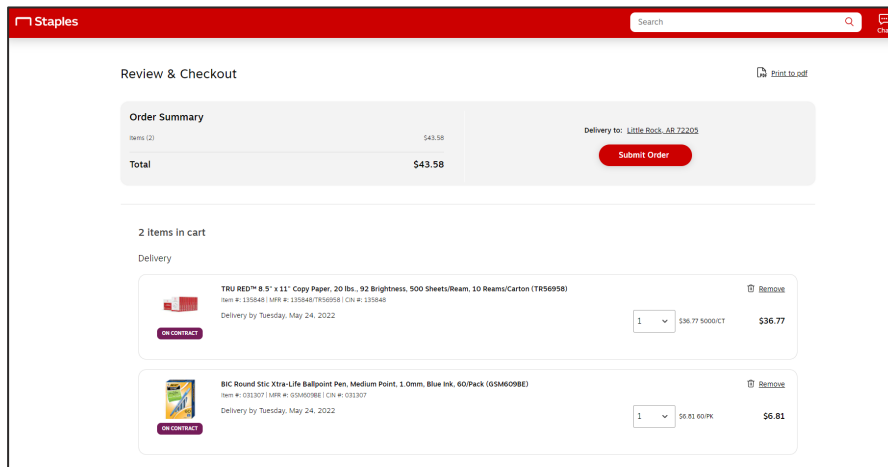 Staples
Search
Chat
Review & Checkout
Print to pdf
Order Summary
Items (2) $43.58
Total $43.58
Delivery to: Little Rock, AR 72205
Submit Order
2 items in cart
Delivery
TRU RED™ 8.5" x 11" Copy Paper, 20 lbs., 92 Brightness, 500 Sheets/Ream, 10 Reams/Carton (TR56958)
Remove
Item #: 135848 | MFR #: 135848/TR56958 | CIN #: 135848
Delivery by Tuesday, May 24, 2022
1 $36.77 5000/CT $36.77
ON CONTRACT
BIC Round Stic Xtra-Life Ballpoint Pen, Medium Point, 1.0mm, Blue Ink, 60/Pack (GSM609BE)
Remove
Item #: 031307 | MFR #: GSM609BE | CIN #: 031307
Delivery by Tuesday, May 24, 2022
1 $6.81 60/PK $6.81
ON CONTRACT